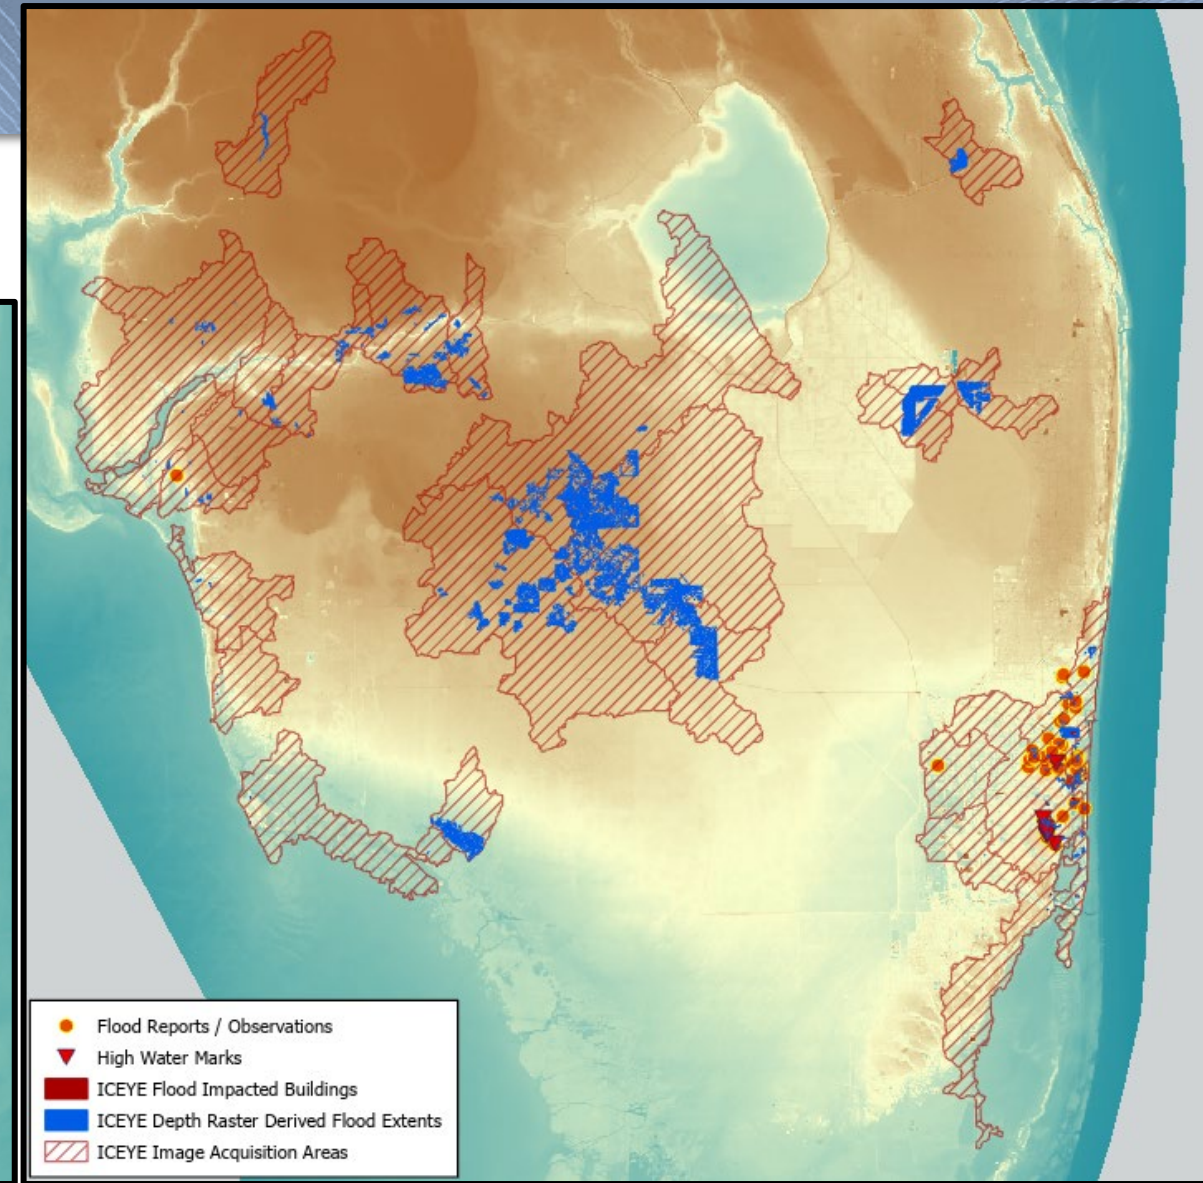 Flood Reports / Observations
High Water Marks
ICEYE Flood Impacted Buildings
ICEYE Depth Raster Derived Flood Extents
ICEYE Image Acquisition Areas